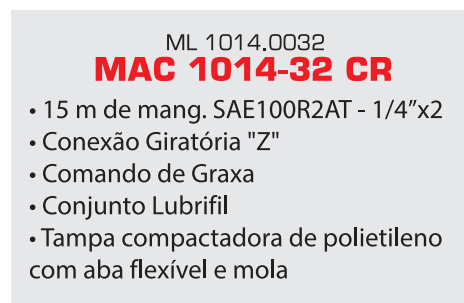 ML 1014.0032
MAC 1014-32 CR
• 15 m de mang. SAE100R2AT - 1/4”x2
• Conexão Giratória "Z"
• Comando de Graxa
• Conjunto Lubrifil
• Tampa compactadora de polietileno
com aba flexível e mola